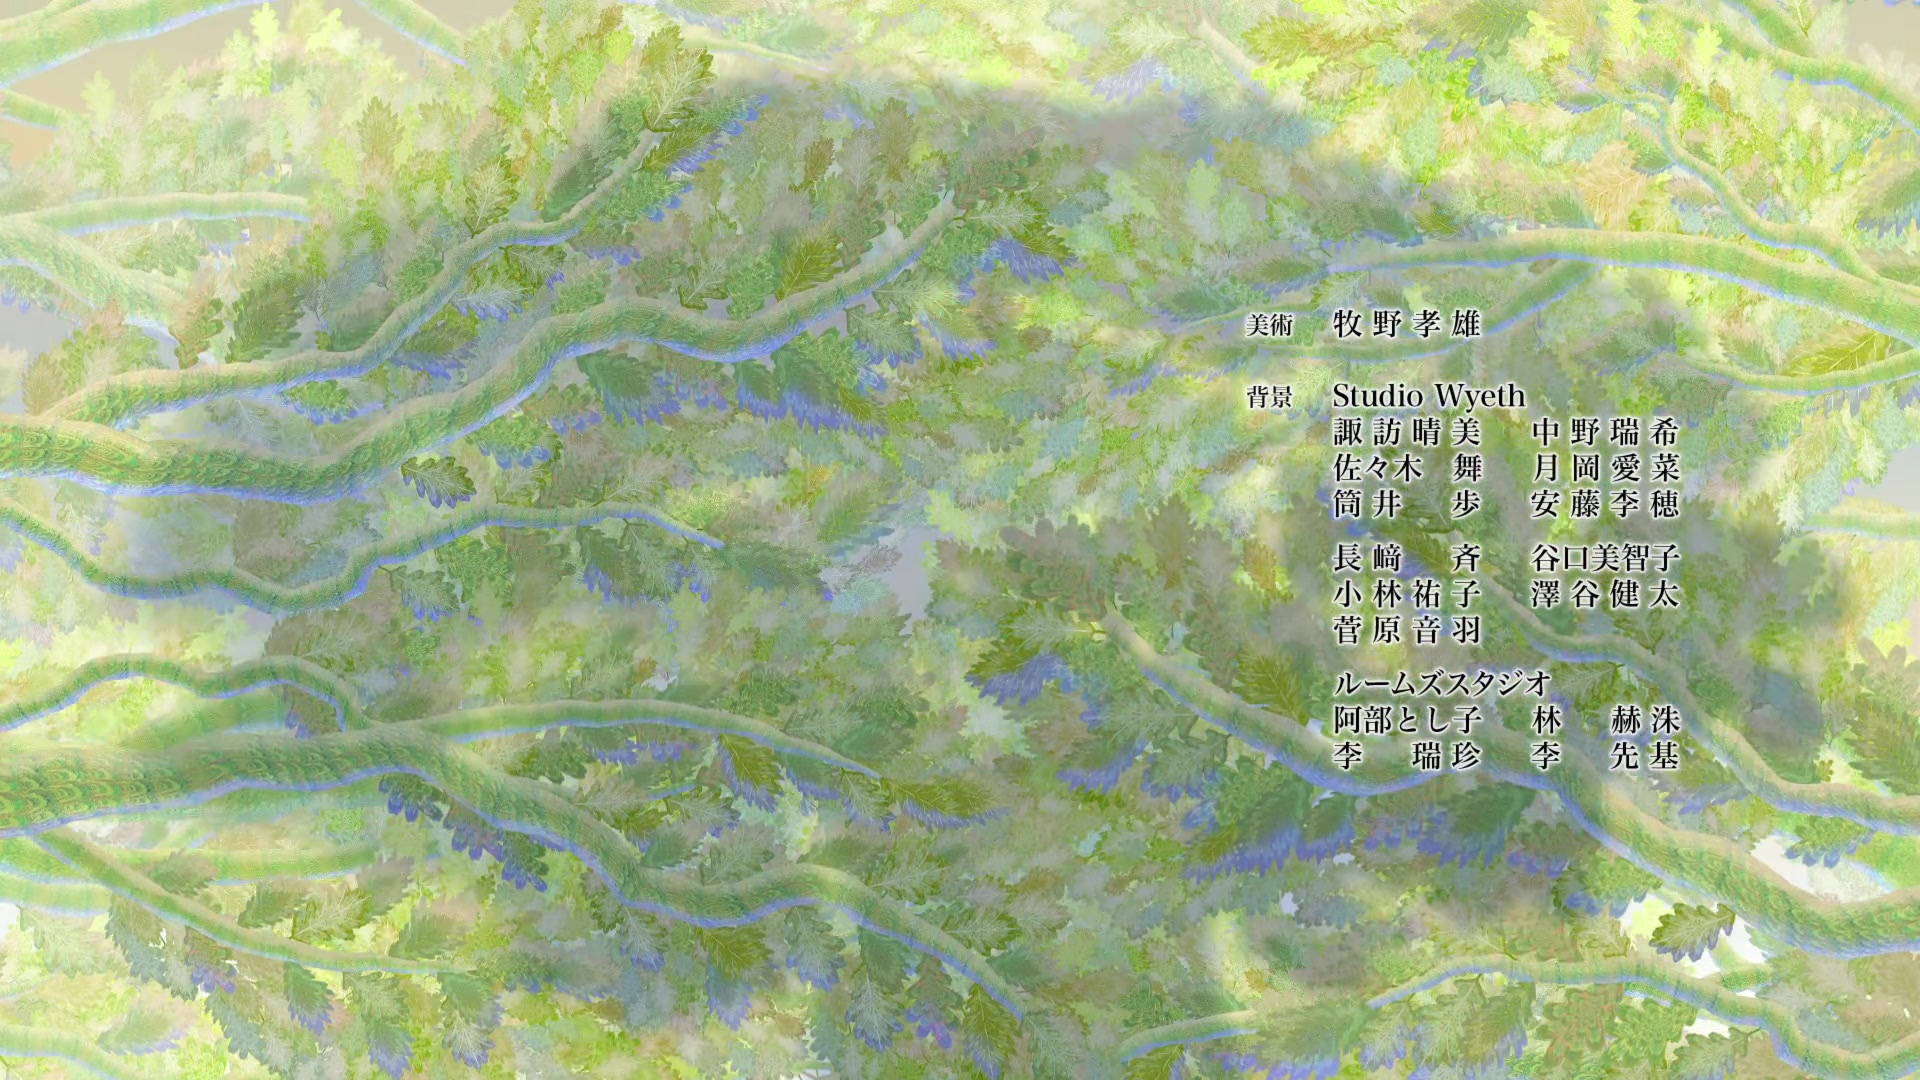 美術 牧野孝雄
背景 Studio Wyeth
諏訪晴美 中野瑞希
佐々木 舞 月岡愛菜
筒井 歩 安藤李穂
長﨑 斉 谷口美智子
小林祐子 澤谷健太
菅原音羽
ルームズスタジオ
阿部とし子 林 赫洙
李 瑞珍 李 先基